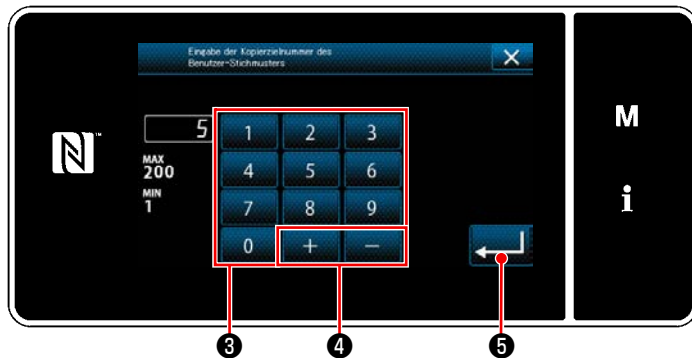 Eingabe der Kopierzielnummer des
Benutzer-Stichmusters
5
1 2 3
MAX
200
4 5 6
MIN
1
7 8 9
0 + −
M
i
❸ ❹ ❺